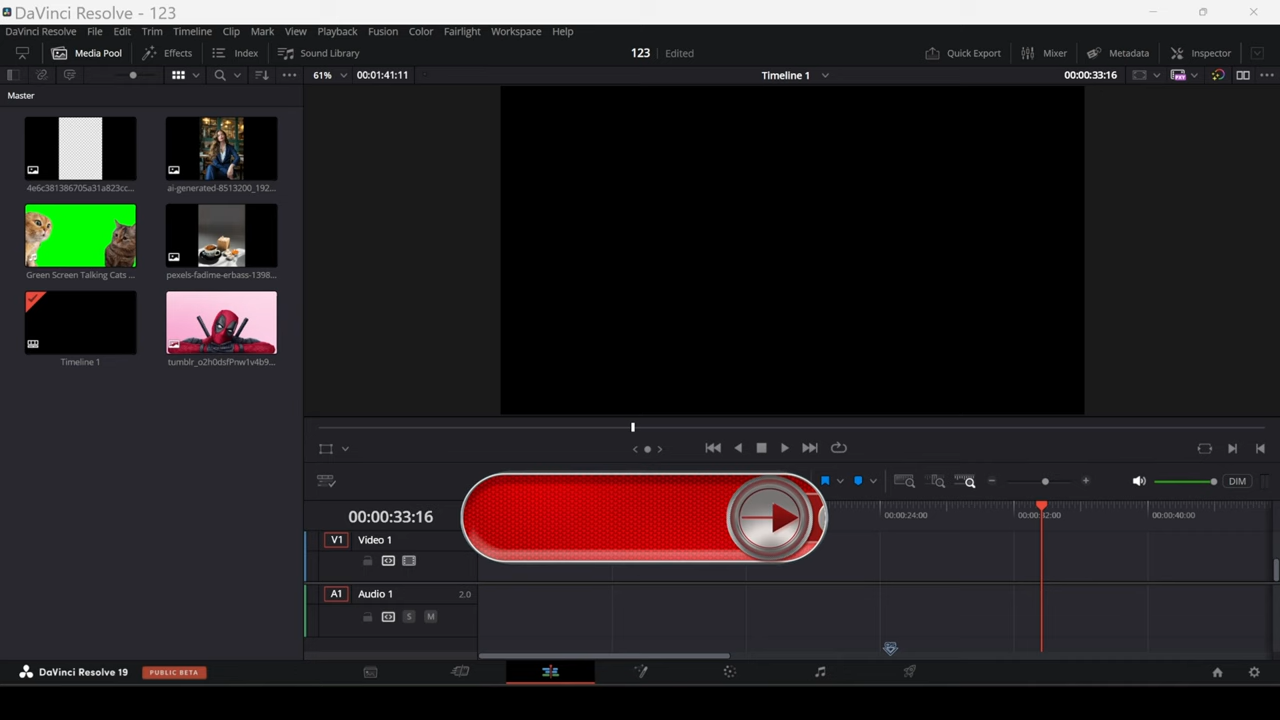 DaVinci Resolve - 123
DaVinci Resolve File Edit Trim Timeline Clip Mark View Playback Fusion Color Fairlight Workspace Help
Media Pool Effects Index Sound Library 123 Edited Quick Export Mixer Metadata Inspector
61% 00:01:41:11 Timeline 1 00:00:33:16
Master
4e6c381386705a31a823cc... ai-generated-8513200_192...
Green Screen Talking Cats ... pexels-fadime-erbass-1398...
Timeline 1 tumblr_o2h0dsfPnw1v4b9...
DIM
00:00:33:16 00:00:24:00 00:00:32:00 00:00:40:00
V1 Video 1
A1 Audio 1 2.0
S M
DaVinci Resolve 19 PUBLIC BETA